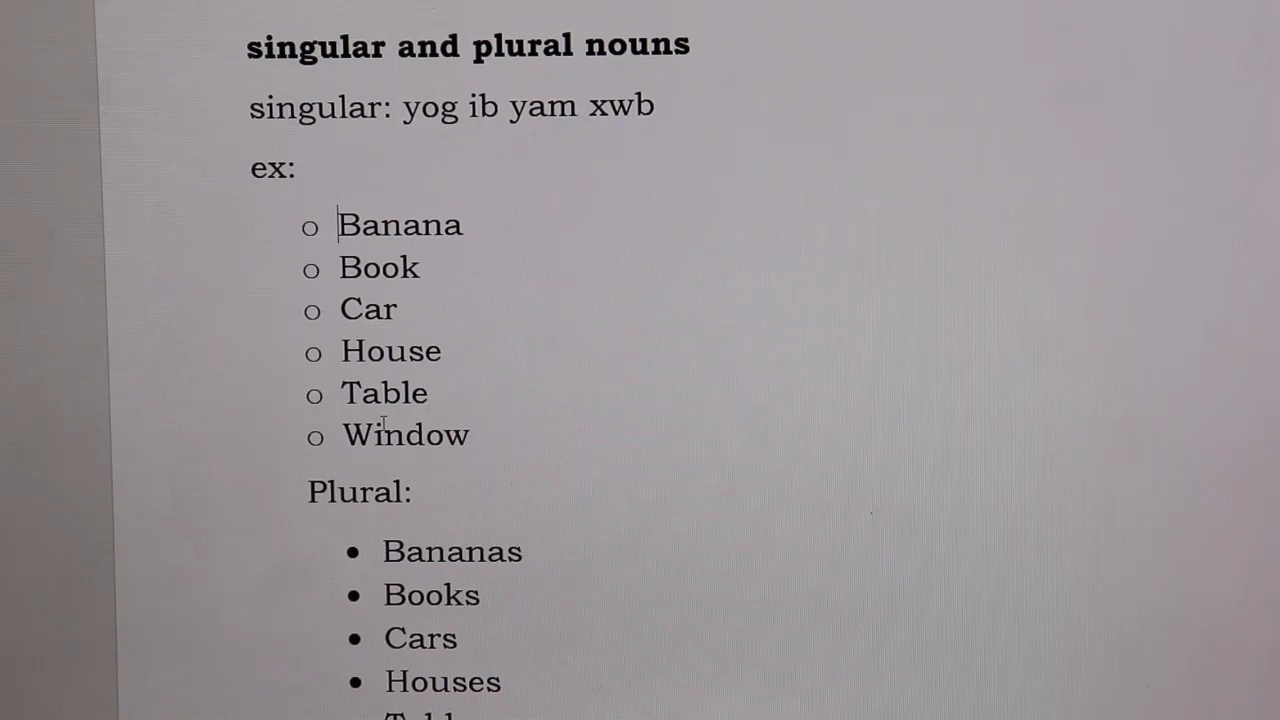 singular and plural nouns
singular: yog ib yam xwb
ex:
o Banana
o Book
o Car
o House
o Table
o Window
Plural:
• Bananas
• Books
• Cars
• Houses